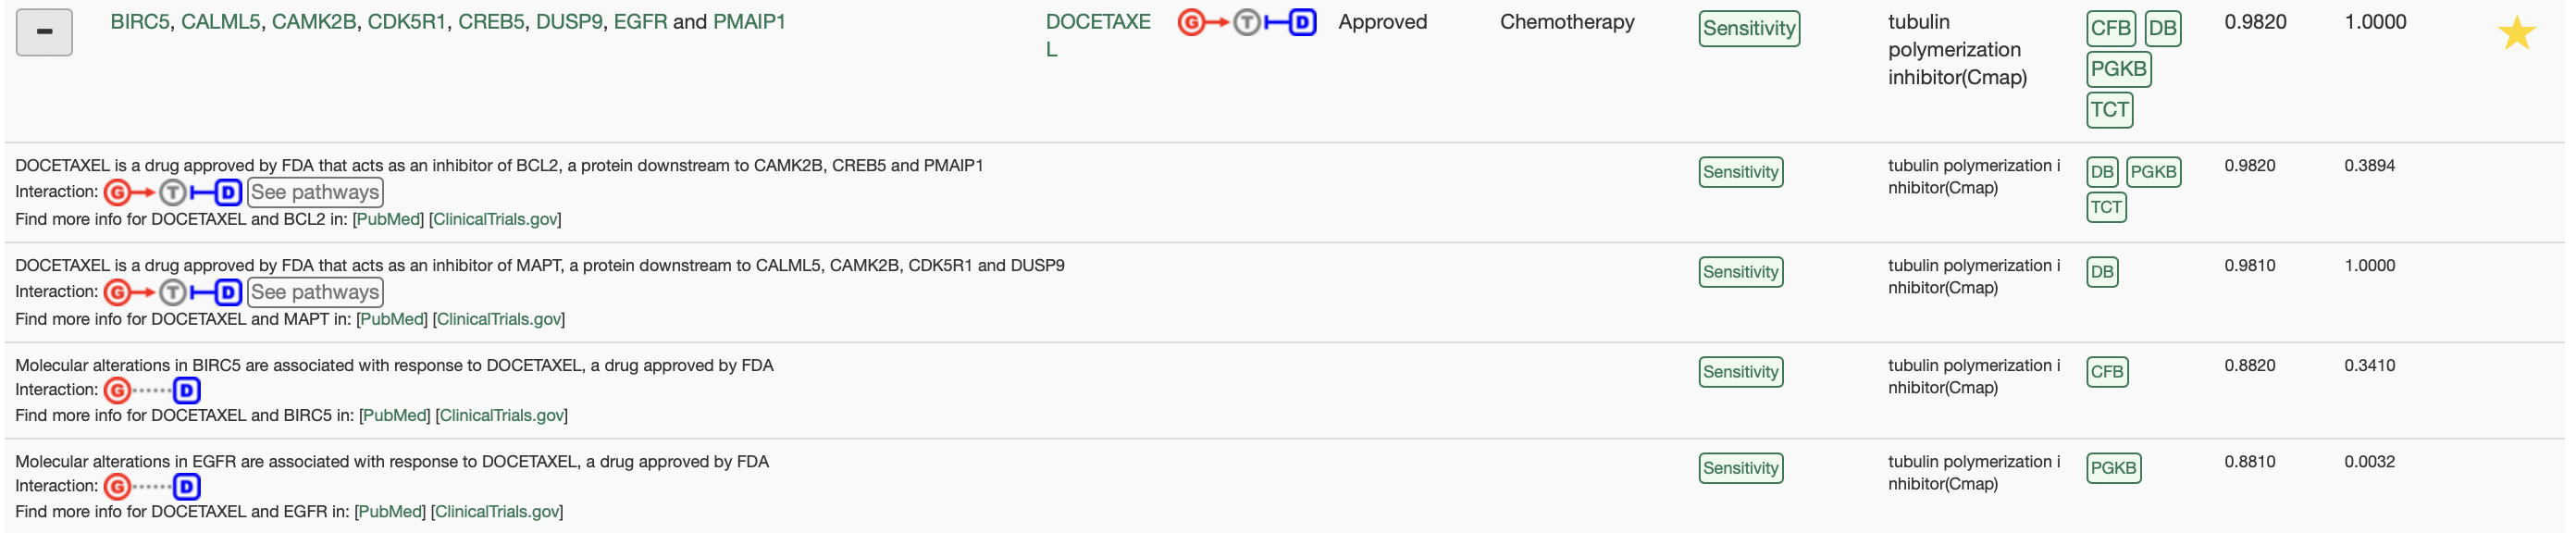 − BIRC5, CALML5, CAMK2B, CDK5R1, CREB5, DUSP9, EGFR and PMAIP1 DOCETAXE G T D Approved Chemotherapy Sensitivity tubulin CFB DB 0.9820 1.0000
L polymerization PGKB
inhibitor(Cmap) TCT
DOCETAXEL is a drug approved by FDA that acts as an inhibitor of BCL2, a protein downstream to CAMK2B, CREB5 and PMAIP1 Sensitivity tubulin polymerization i DB PGKB 0.9820 0.3894
Interaction: G T D See pathways nhibitor(Cmap) TCT
Find more info for DOCETAXEL and BCL2 in: [PubMed] [ClinicalTrials.gov]
DOCETAXEL is a drug approved by FDA that acts as an inhibitor of MAPT, a protein downstream to CALML5, CAMK2B, CDK5R1 and DUSP9 Sensitivity tubulin polymerization i DB 0.9810 1.0000
Interaction: G T D See pathways nhibitor(Cmap)
Find more info for DOCETAXEL and MAPT in: [PubMed] [ClinicalTrials.gov]
Molecular alterations in BIRC5 are associated with response to DOCETAXEL, a drug approved by FDA Sensitivity tubulin polymerization i CFB 0.8820 0.3410
Interaction: G D nhibitor(Cmap)
Find more info for DOCETAXEL and BIRC5 in: [PubMed] [ClinicalTrials.gov]
Molecular alterations in EGFR are associated with response to DOCETAXEL, a drug approved by FDA Sensitivity tubulin polymerization i PGKB 0.8810 0.0032
Interaction: G D nhibitor(Cmap)
Find more info for DOCETAXEL and EGFR in: [PubMed] [ClinicalTrials.gov]